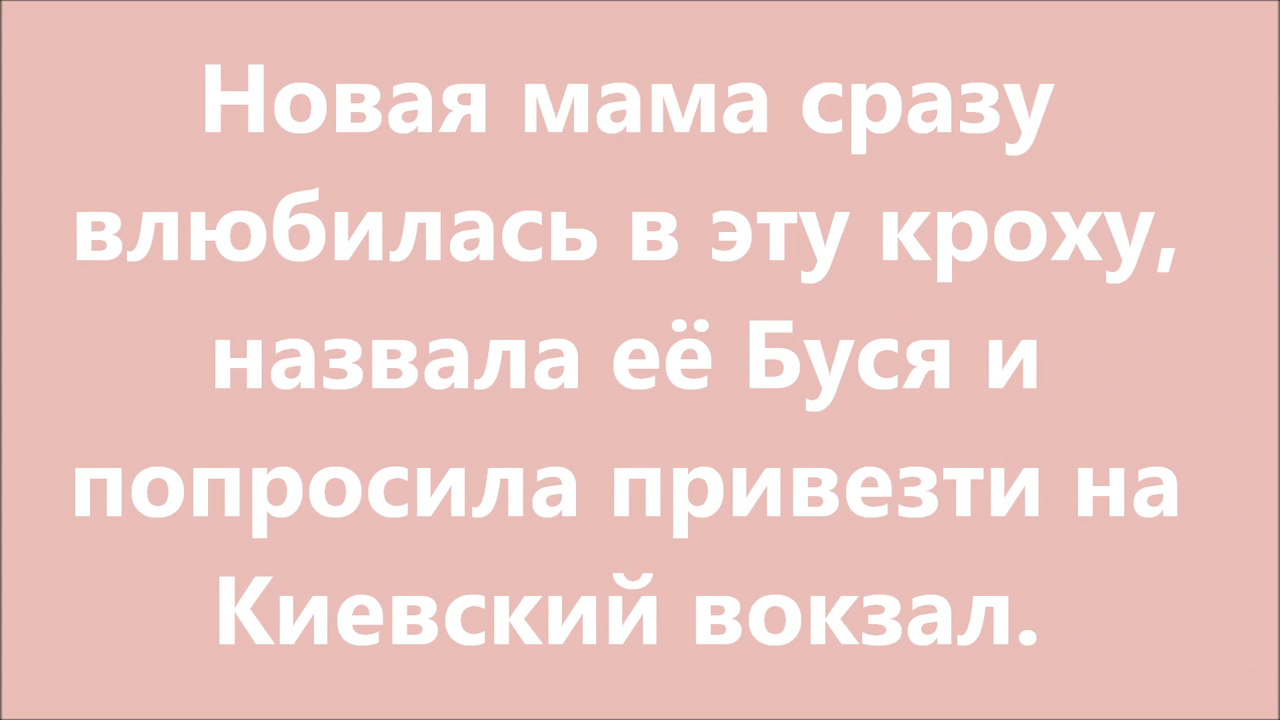 Новая мама сразу
влюбилась в эту кроху,
назвала её Буся и
попросила привезти на
Киевский вокзал.